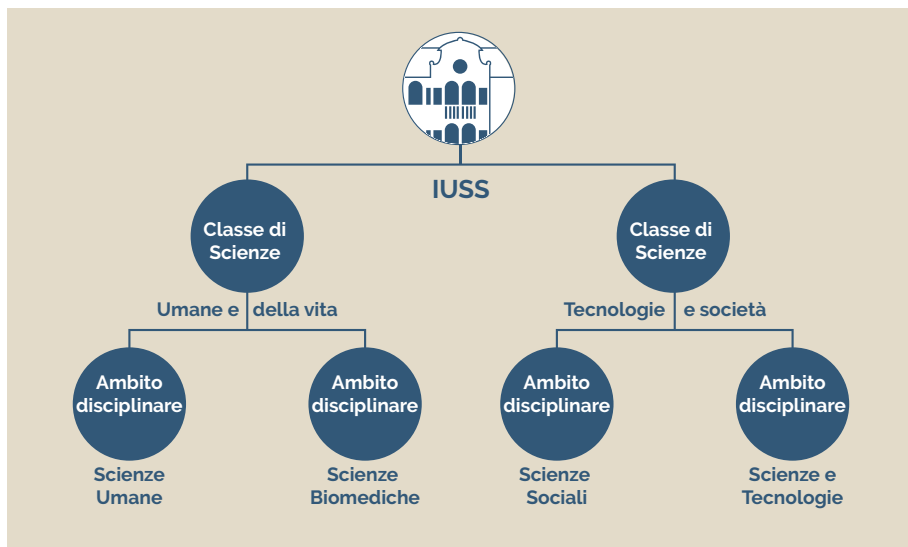 IUSS
Classe di
Scienze
Umane e della vita
Classe di
Scienze
Tecnologie e società
Ambito
disciplinare
Scienze
Umane
Ambito
disciplinare
Scienze
Biomediche
Ambito
disciplinare
Scienze
Sociali
Ambito
disciplinare
Scienze e
Tecnologie